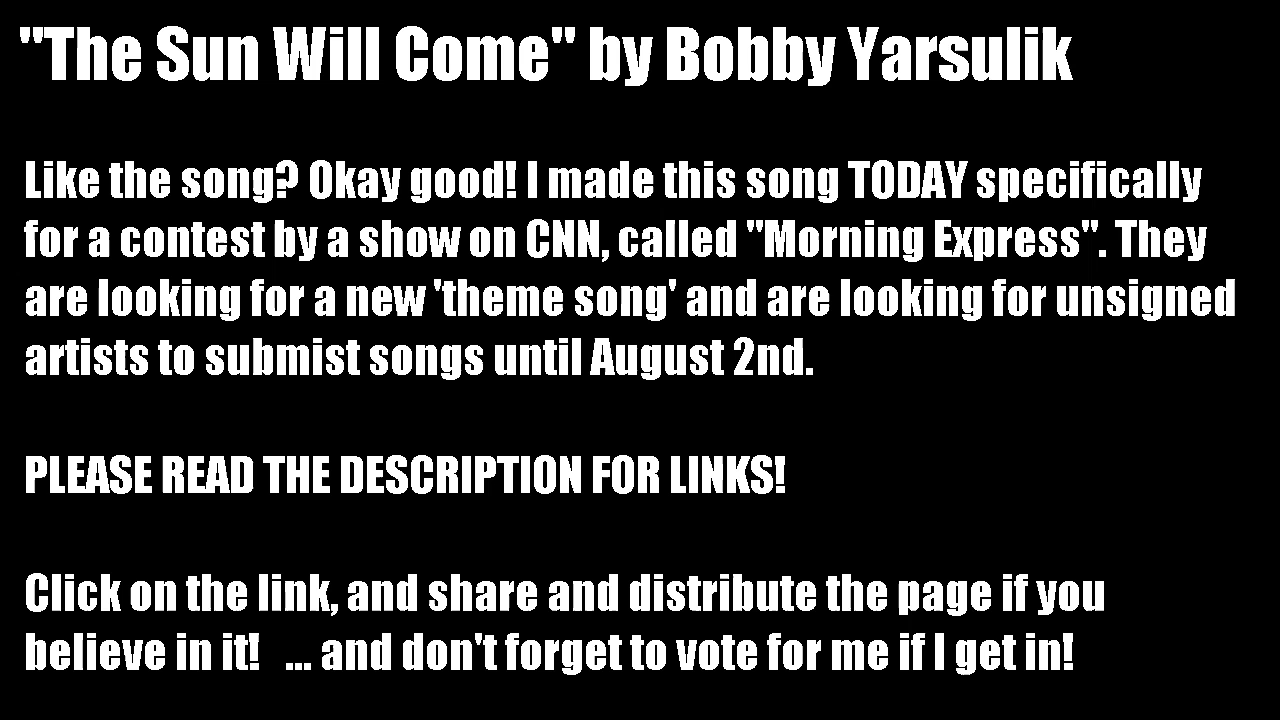 "The Sun Will Come" by Bobby Yarsulik
Like the song? Okay good! I made this song TODAY specifically
for a contest by a show on CNN, called "Morning Express". They
are looking for a new 'theme song' and are looking for unsigned
artists to submist songs until August 2nd.
PLEASE READ THE DESCRIPTION FOR LINKS!
Click on the link, and share and distribute the page if you
believe in it!   ... and don't forget to vote for me if I get in!